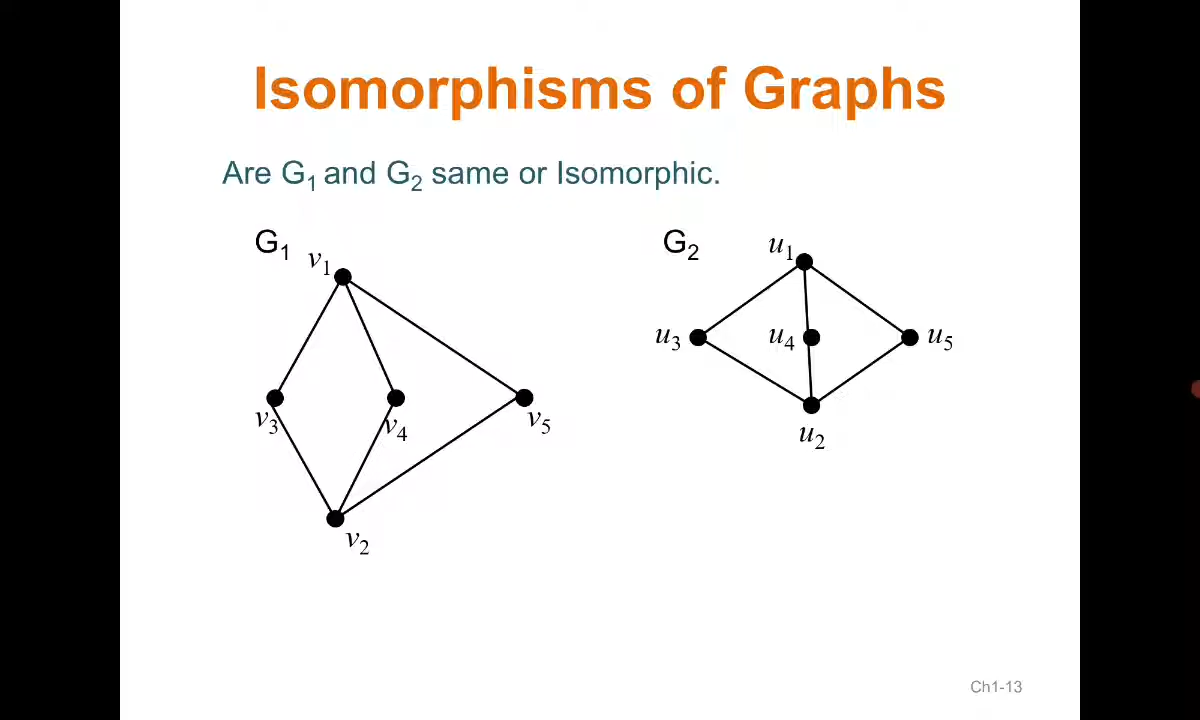 Isomorphisms of Graphs
Are G₁ and G₂ same or Isomorphic.
G₁
v₁
v₃
v₄
v₅
v₂
G₂
u₁
u₃
u₄
u₅
u₂
Ch1-13